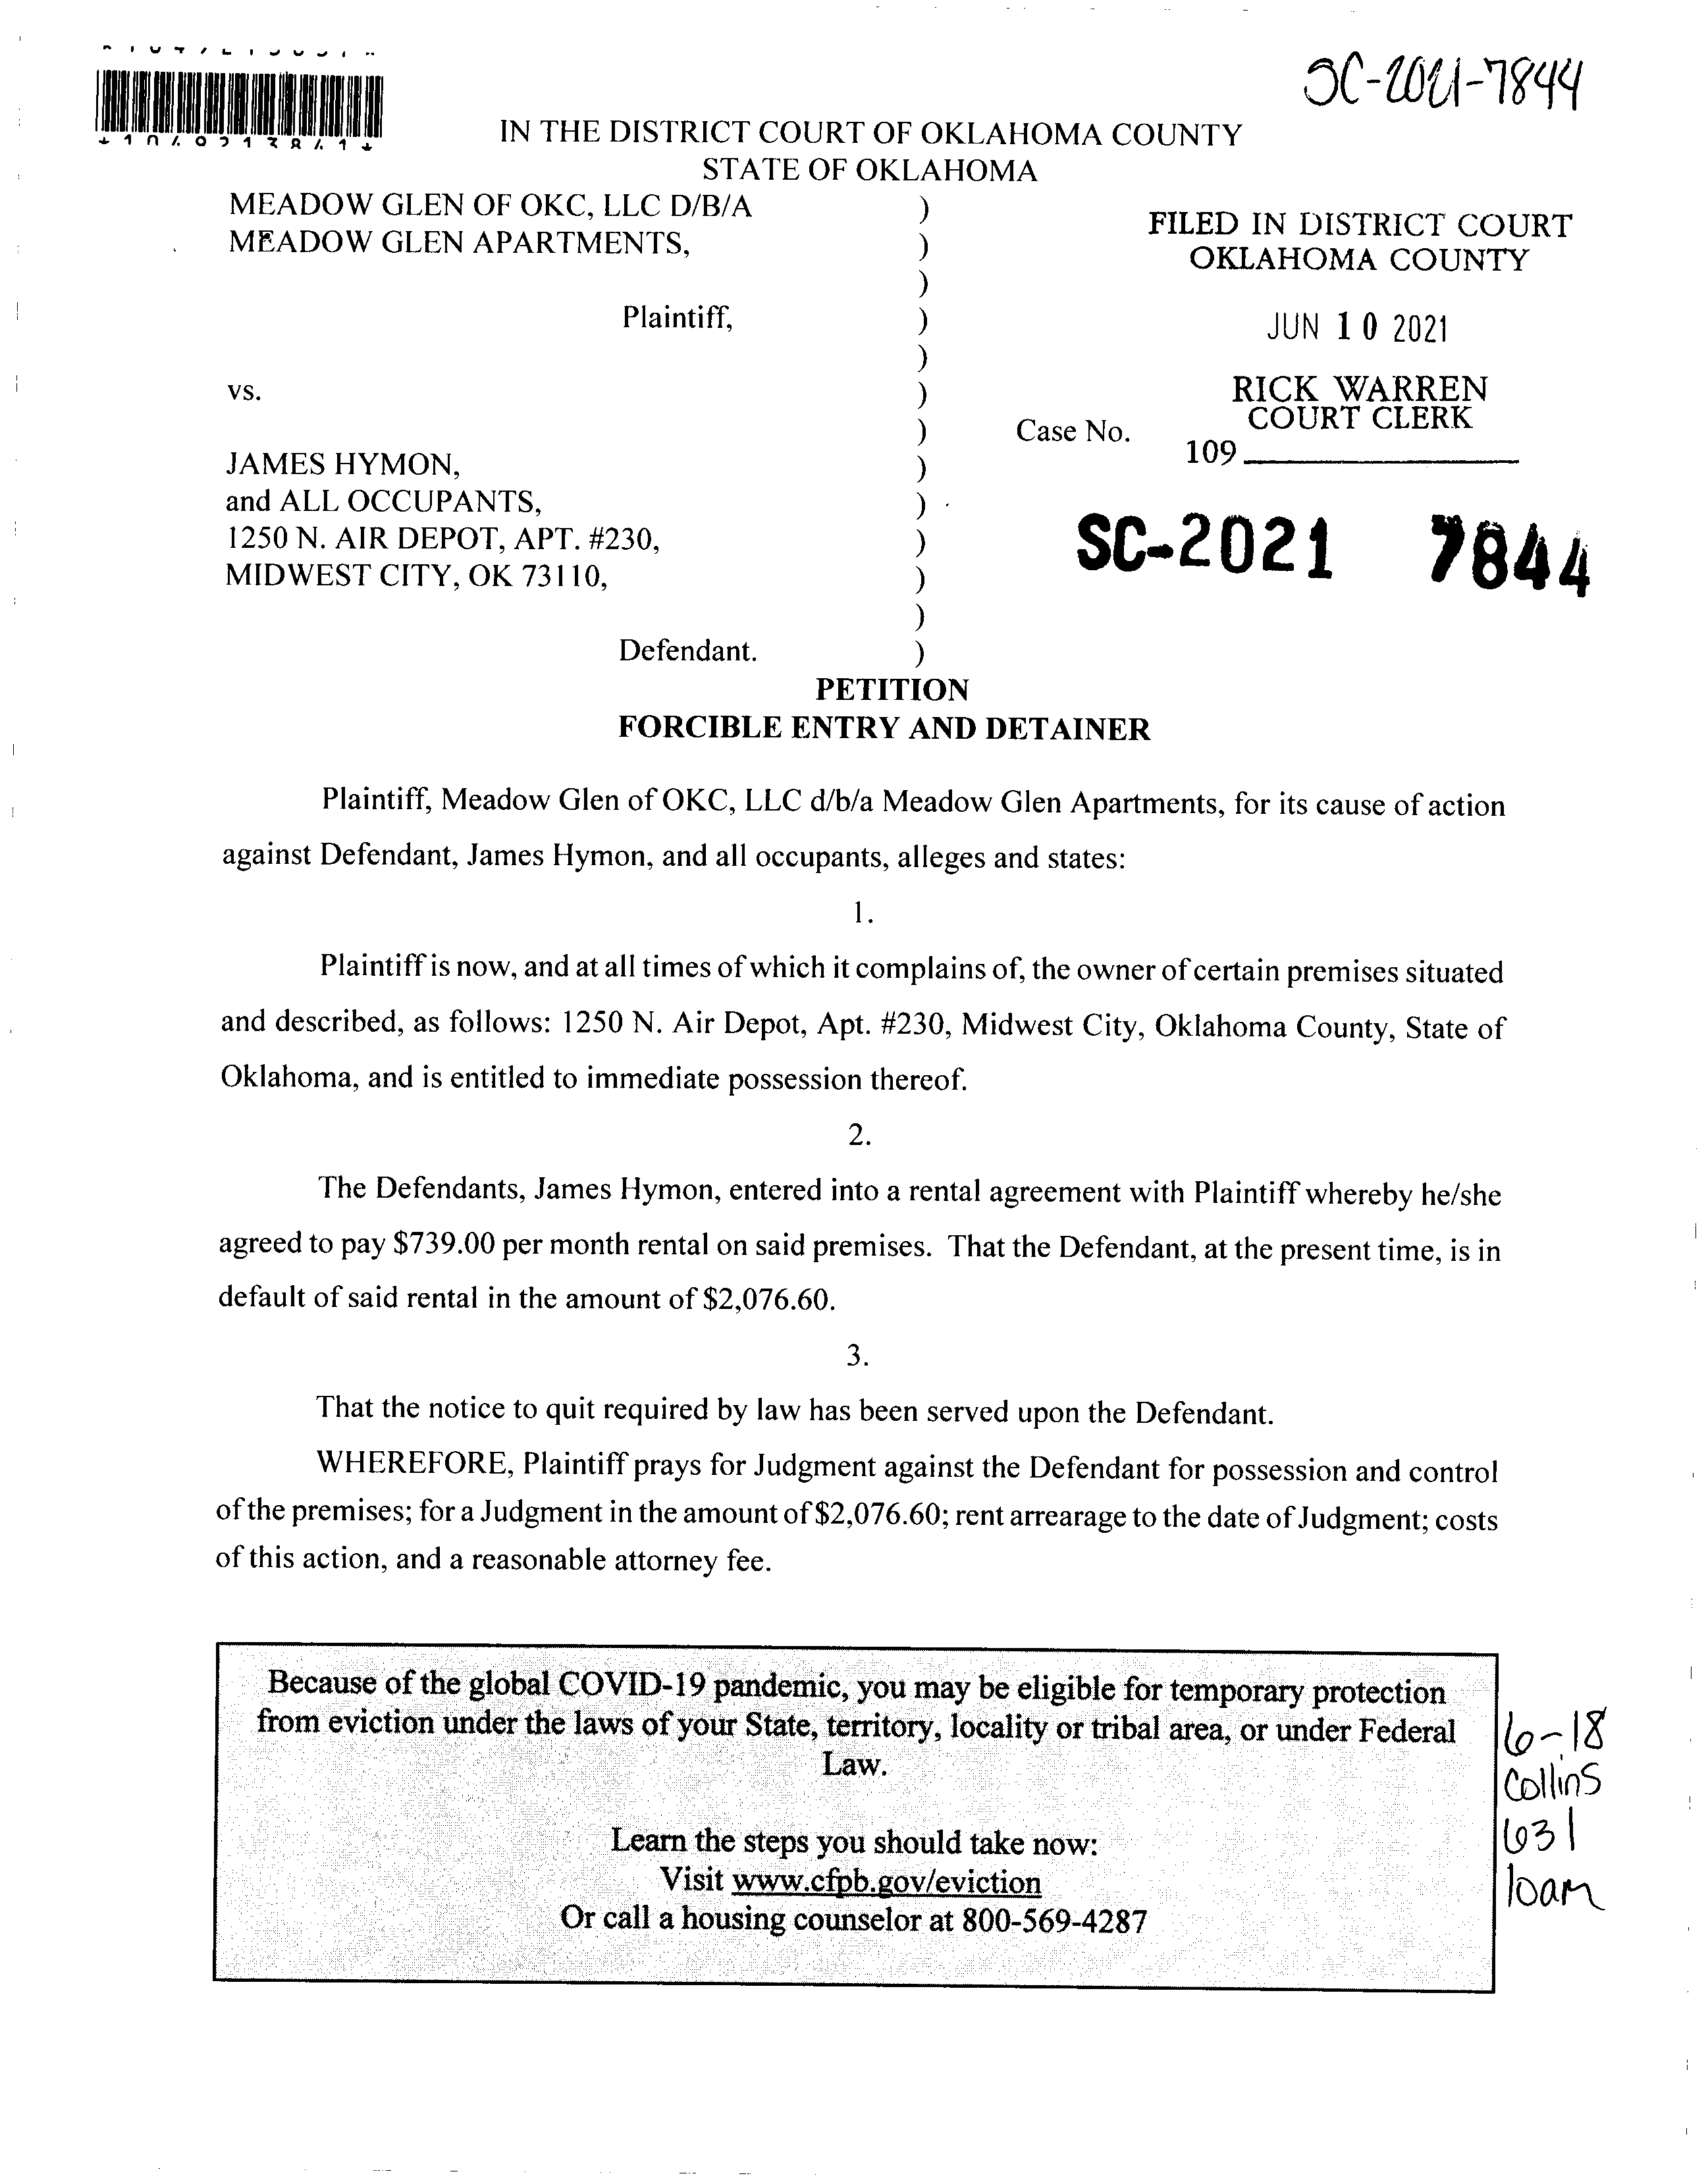 SC-2021-7844
IN THE DISTRICT COURT OF OKLAHOMA COUNTY
STATE OF OKLAHOMA
MEADOW GLEN OF OKC, LLC D/B/A )
MEADOW GLEN APARTMENTS, )
)
Plaintiff, )
)
vs. )
)
JAMES HYMON, )
and ALL OCCUPANTS, )
1250 N. AIR DEPOT, APT. #230, )
MIDWEST CITY, OK 73110, )
)
Defendant. )
FILED IN DISTRICT COURT
OKLAHOMA COUNTY
JUN 10 2021
RICK WARREN
COURT CLERK
Case No.
109
SC-2021 7844
PETITION
FORCIBLE ENTRY AND DETAINER
Plaintiff, Meadow Glen of OKC, LLC d/b/a Meadow Glen Apartments, for its cause of action
against Defendant, James Hymon, and all occupants, alleges and states:
1.
Plaintiff is now, and at all times of which it complains of, the owner of certain premises situated
and described, as follows: 1250 N. Air Depot, Apt. #230, Midwest City, Oklahoma County, State of
Oklahoma, and is entitled to immediate possession thereof.
2.
The Defendants, James Hymon, entered into a rental agreement with Plaintiff whereby he/she
agreed to pay $739.00 per month rental on said premises. That the Defendant, at the present time, is in
default of said rental in the amount of $2,076.60.
3.
That the notice to quit required by law has been served upon the Defendant.
WHEREFORE, Plaintiff prays for Judgment against the Defendant for possession and control
of the premises; for a Judgment in the amount of $2,076.60; rent arrearage to the date of Judgment; costs
of this action, and a reasonable attorney fee.
Because of the global COVID-19 pandemic, you may be eligible for temporary protection
from eviction under the laws of your State, territory, locality or tribal area, or under Federal
Law.
Learn the steps you should take now:
Visit www.cfpb.gov/eviction
Or call a housing counselor at 800-569-4287
6-18
Collins
631
10am